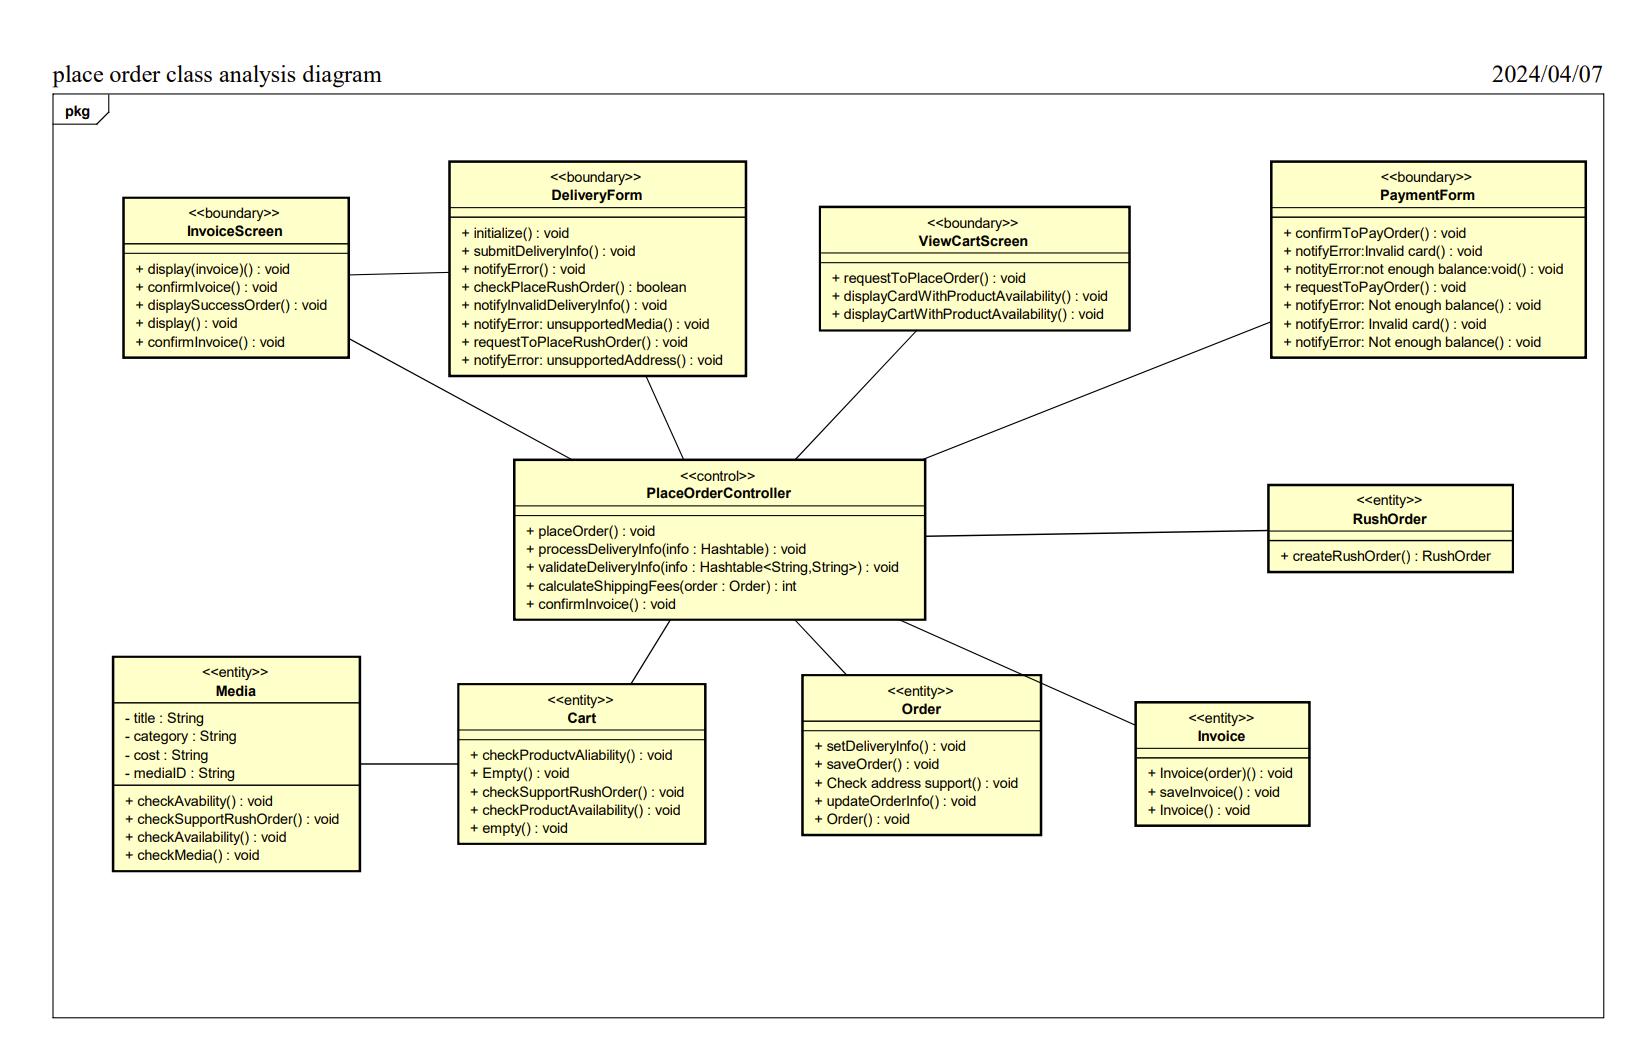 place order class analysis diagram
2024/04/07
pkg
<<boundary>>
InvoiceScreen
+ display(invoice)() : void
+ confirmIvoice() : void
+ displaySuccessOrder() : void
+ display() : void
+ confirmInvoice() : void
<<boundary>>
DeliveryForm
+ initialize() : void
+ submitDeliveryInfo() : void
+ notifyError() : void
+ checkPlaceRushOrder() : boolean
+ notifyInvalidDeliveryInfo() : void
+ notifyError: unsupportedMedia() : void
+ requestToPlaceRushOrder() : void
+ notifyError: unsupportedAddress() : void
<<boundary>>
ViewCartScreen
+ requestToPlaceOrder() : void
+ displayCardWithProductAvailability() : void
+ displayCartWithProductAvailability() : void
<<boundary>>
PaymentForm
+ confirmToPayOrder() : void
+ notifyError:Invalid card() : void
+ notityError:not enough balance:void() : void
+ requestToPayOrder() : void
+ notifyError: Not enough balance() : void
+ notifyError: Invalid card() : void
+ notifyError: Not enough balance() : void
<<control>>
PlaceOrderController
+ placeOrder() : void
+ processDeliveryInfo(info : Hashtable) : void
+ validateDeliveryInfo(info : Hashtable<String,String>) : void
+ calculateShippingFees(order : Order) : int
+ confirmInvoice() : void
<<entity>>
RushOrder
+ createRushOrder() : RushOrder
<<entity>>
Media
- title : String
- category : String
- cost : String
- mediaID : String
+ checkAvability() : void
+ checkSupportRushOrder() : void
+ checkAvailability() : void
+ checkMedia() : void
<<entity>>
Cart
+ checkProductvAliability() : void
+ Empty() : void
+ checkSupportRushOrder() : void
+ checkProductAvailability() : void
+ empty() : void
<<entity>>
Order
+ setDeliveryInfo() : void
+ saveOrder() : void
+ Check address support() : void
+ updateOrderInfo() : void
+ Order() : void
<<entity>>
Invoice
+ Invoice(order)() : void
+ saveInvoice() : void
+ Invoice() : void